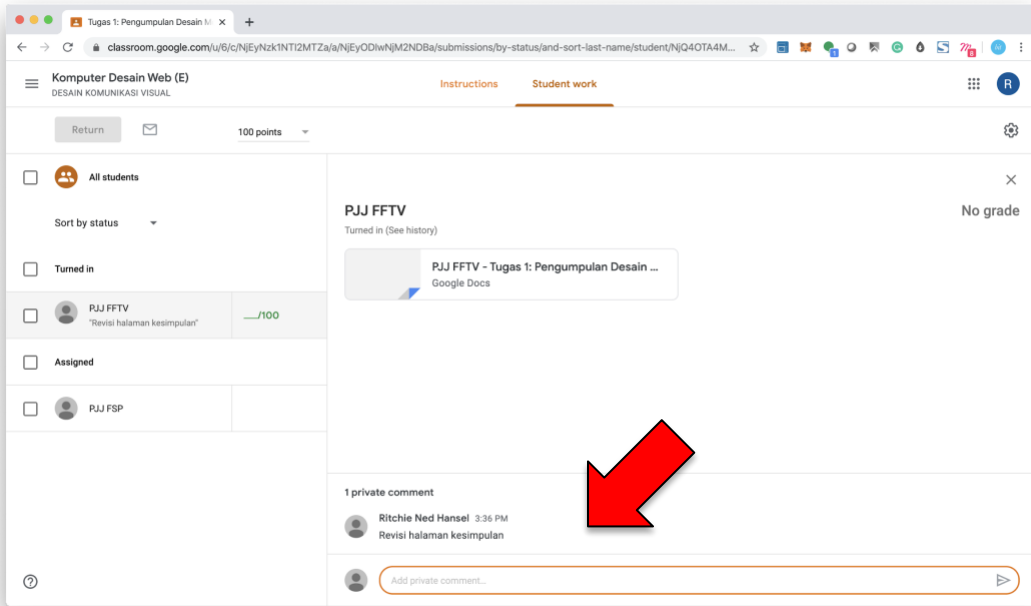 Tugas 1: Pengumpulan Desain M
classroom.google.com/u/6/c/NjEyNzk1NTI2MTZa/a/NjEyODIwNjM2NDBa/submissions/by-status/and-sort-last-name/student/NjQ4OTA4M...
Komputer Desain Web (E)
DESAIN KOMUNIKASI VISUAL
Instructions
Student work
R
Return
100 points
All students
Sort by status
Turned in
PJJ FFTV
"Revisi halaman kesimpulan"
__/100
Assigned
PJJ FSP
PJJ FFTV
No grade
Turned in (See history)
PJJ FFTV - Tugas 1: Pengumpulan Desain ...
Google Docs
1 private comment
Ritchie Ned Hansel 3:36 PM
Revisi halaman kesimpulan
Add private comment...